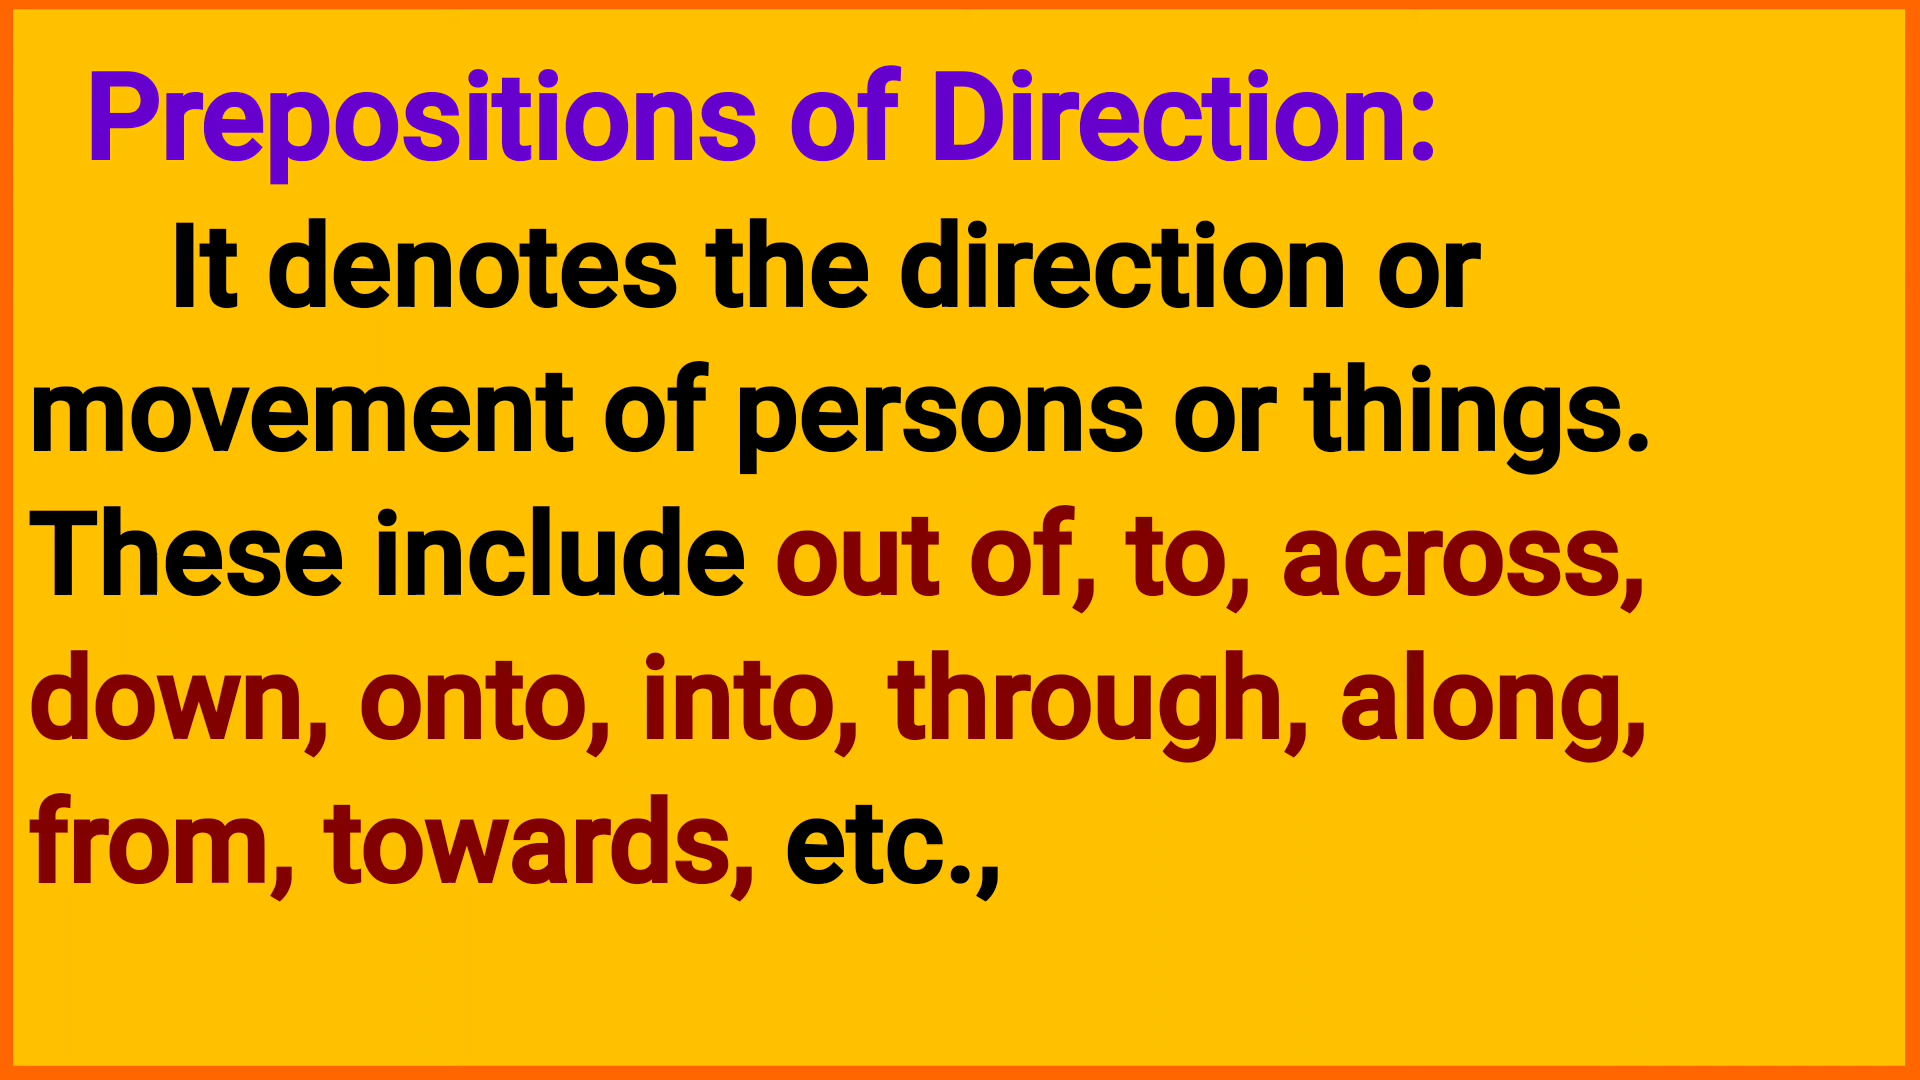 Prepositions of Direction:
It denotes the direction or
movement of persons or things.
These include out of, to, across,
down, onto, into, through, along,
from, towards, etc.,